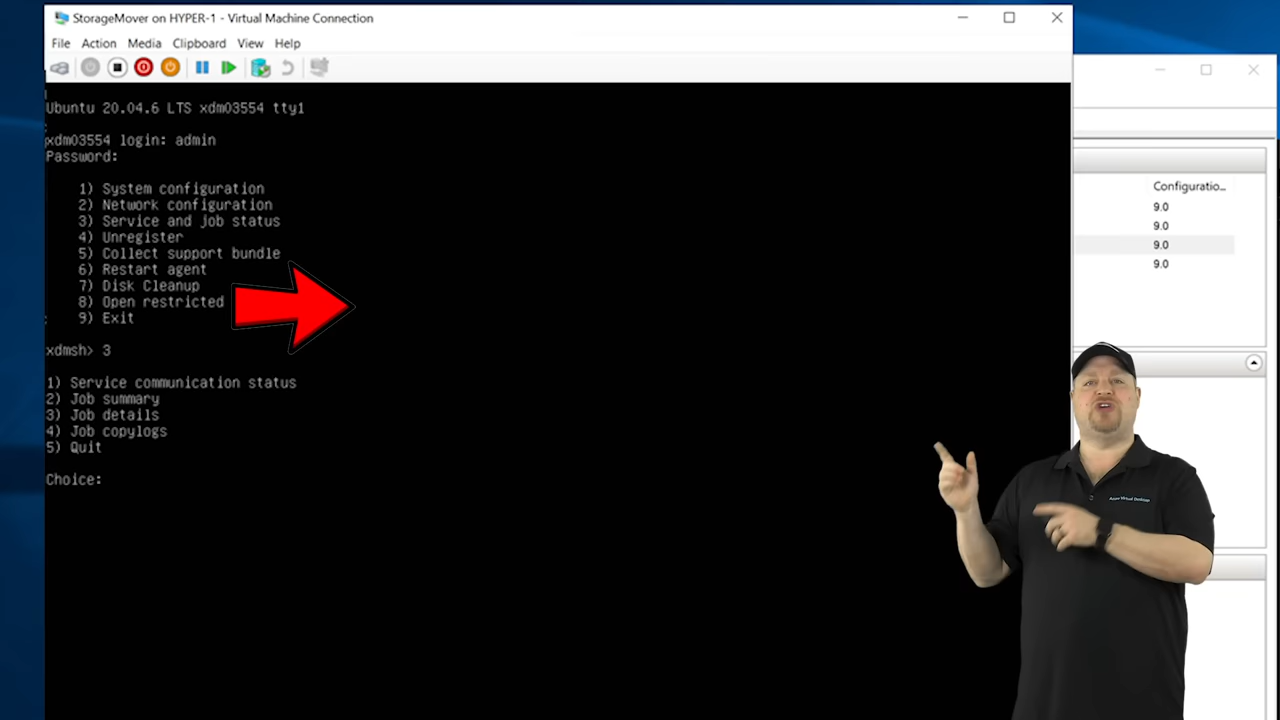 StorageMover on HYPER-1 - Virtual Machine Connection
File Action Media Clipboard View Help
Ubuntu 20.04.6 LTS xdm03554 tty1
xdm03554 login: admin
Password:
1) System configuration
2) Network configuration
3) Service and job status
4) Unregister
5) Collect support bundle
6) Restart agent
7) Disk Cleanup
8) Open restricted
9) Exit
xdmsh> 3
1) Service communication status
2) Job summary
3) Job details
4) Job copylogs
5) Quit
Choice:
Configuratio...
9.0
9.0
9.0
9.0
Azure Virtual Desktop